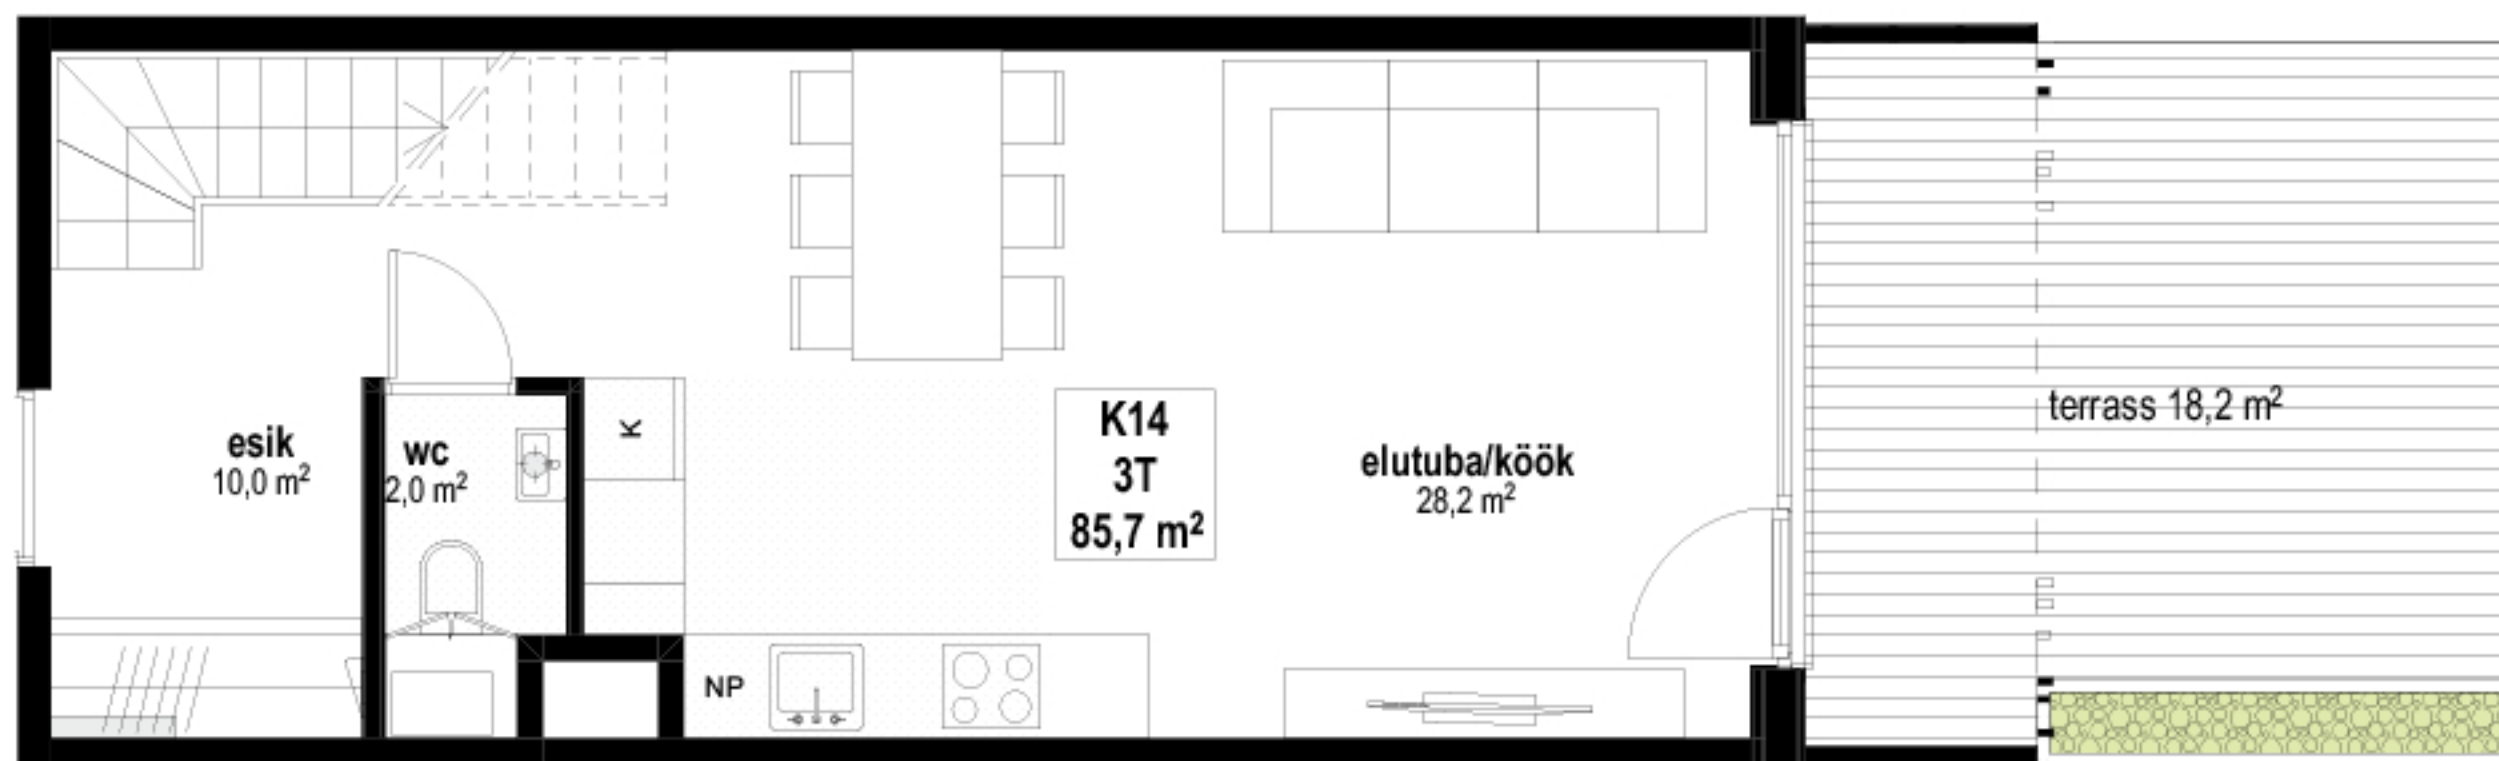 esik
10,0 m²
wc
2,0 m²
K
NP
K14
3T
85,7 m²
elutuba/köök
28,2 m²
terrass 18,2 m²